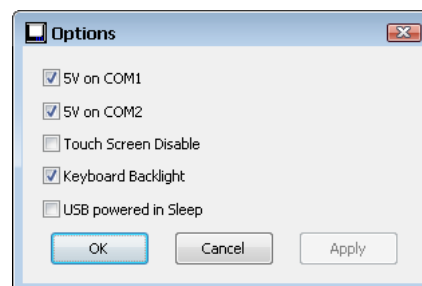 Options
5V on COM1
5V on COM2
Touch Screen Disable
Keyboard Backlight
USB powered in Sleep
OK Cancel Apply